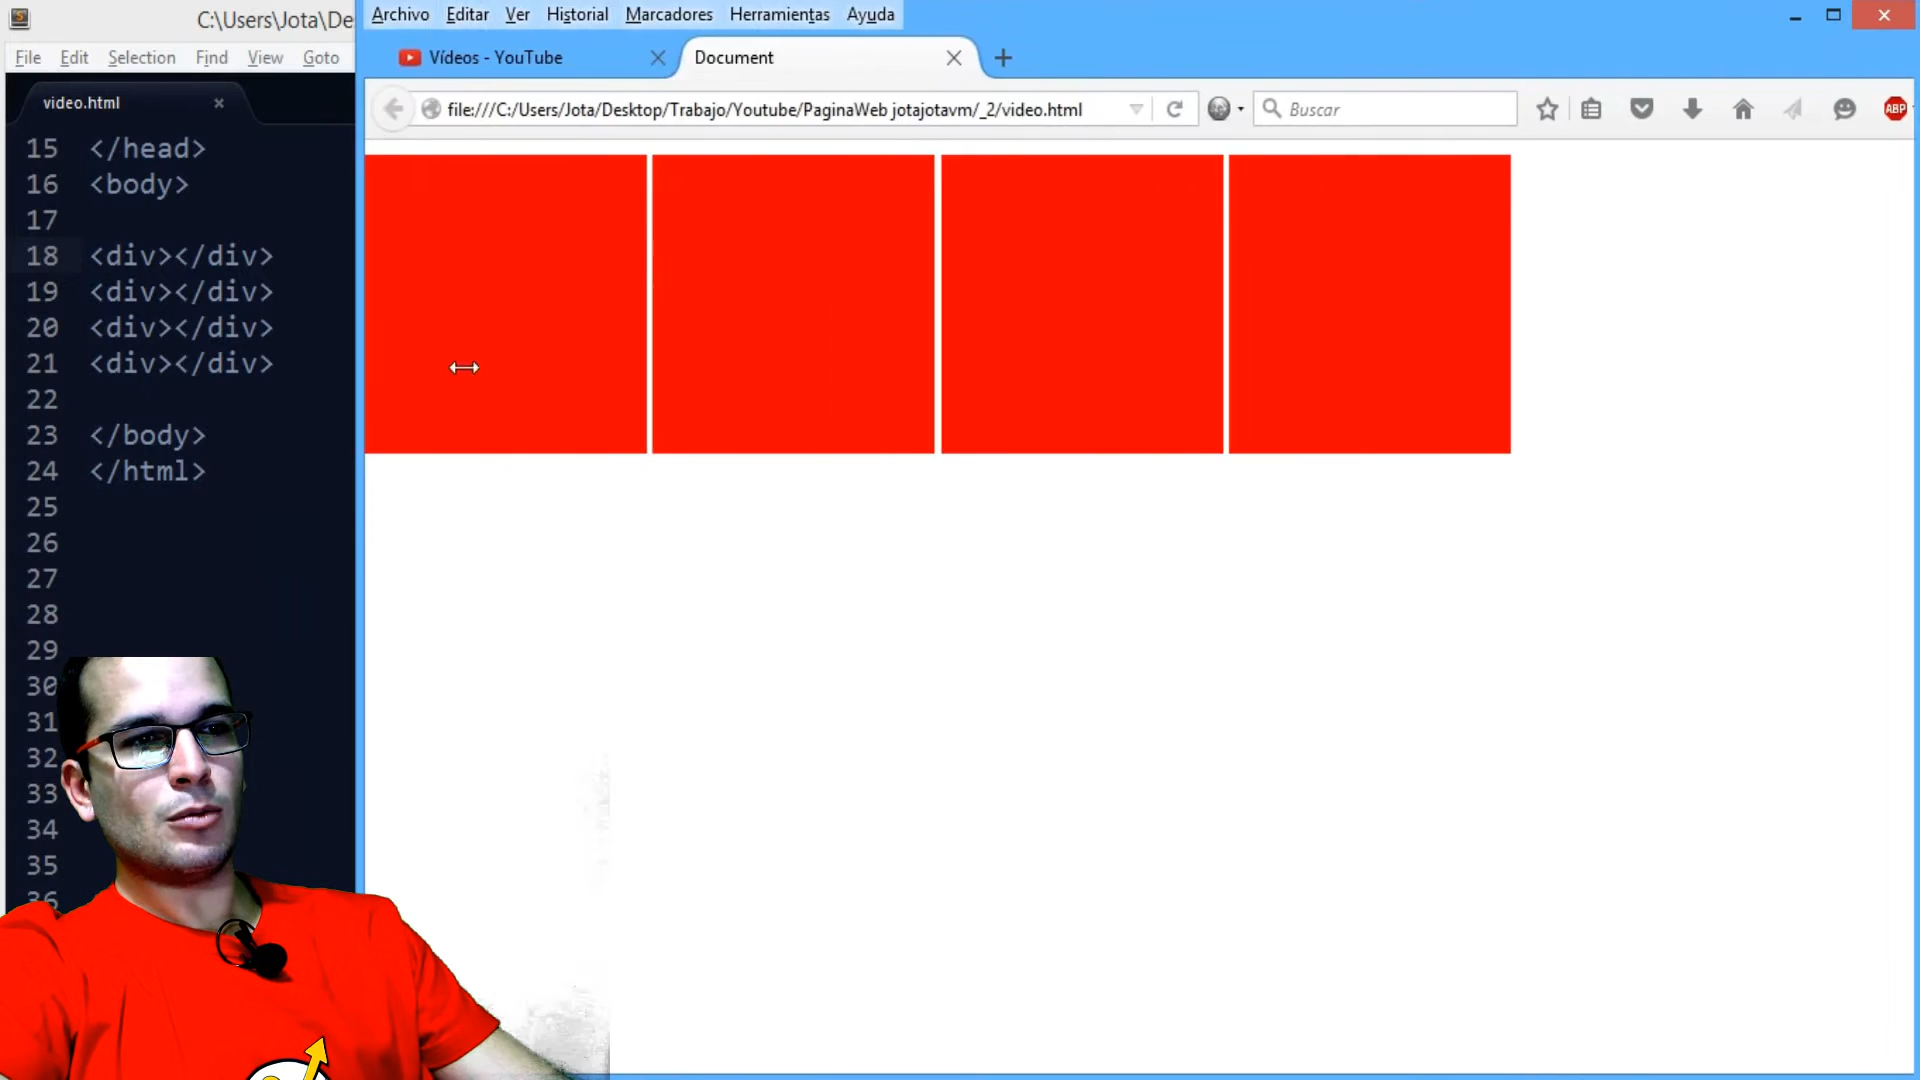 C:\Users\Jota\De
File Edit Selection Find View Goto
video.html
15 </head>
16 <body>
17
18 <div></div>
19 <div></div>
20 <div></div>
21 <div></div>
22
23 </body>
24 </html>
25
26
27
28
29
30
31
32
33
34
35
36
Archivo Editar Ver Historial Marcadores Herramientas Ayuda
Vídeos - YouTube
Document
file:///C:/Users/Jota/Desktop/Trabajo/Youtube/PaginaWeb jotajotavm/_2/video.html
Buscar
ABP